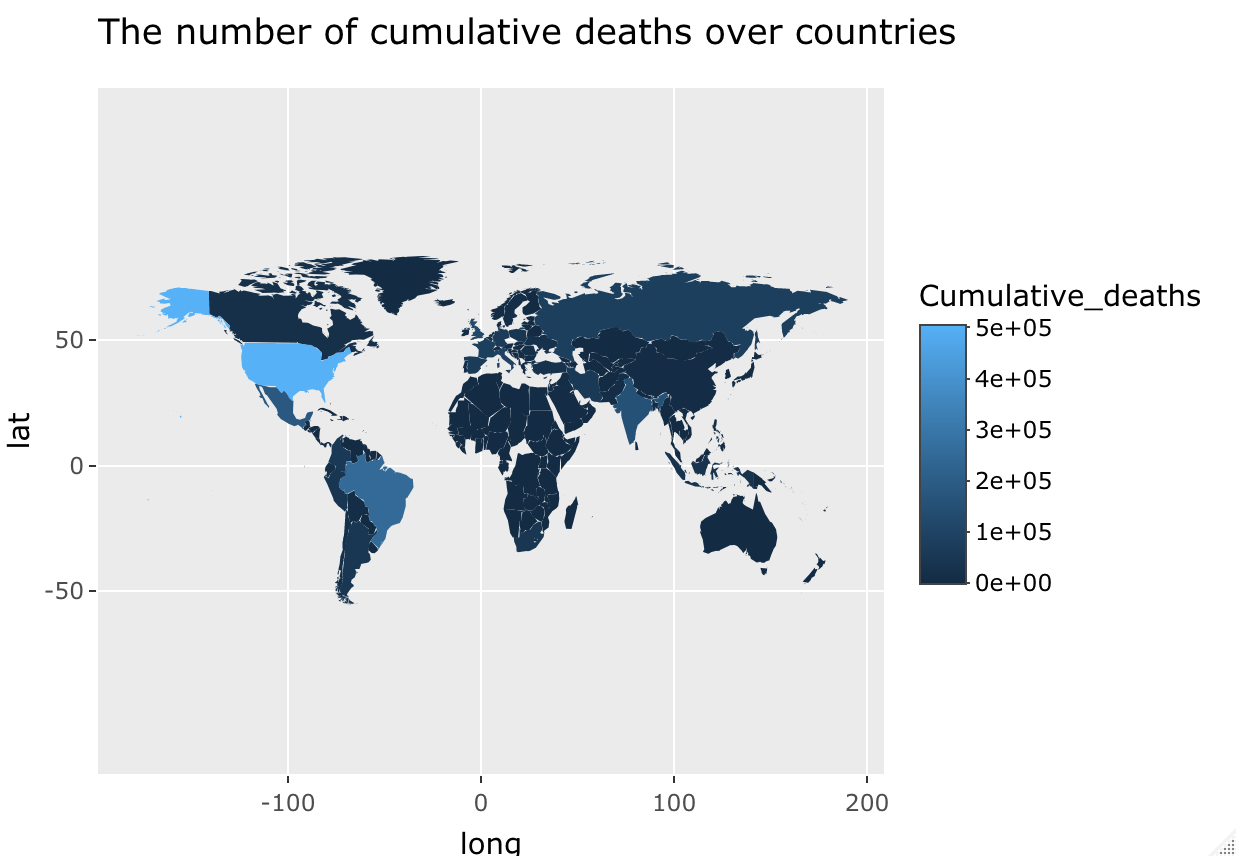 The number of cumulative deaths over countries
Cumulative_deaths
5e+05
4e+05
3e+05
2e+05
1e+05
0e+00
lat
50
0
-50
-100 0 100 200
long